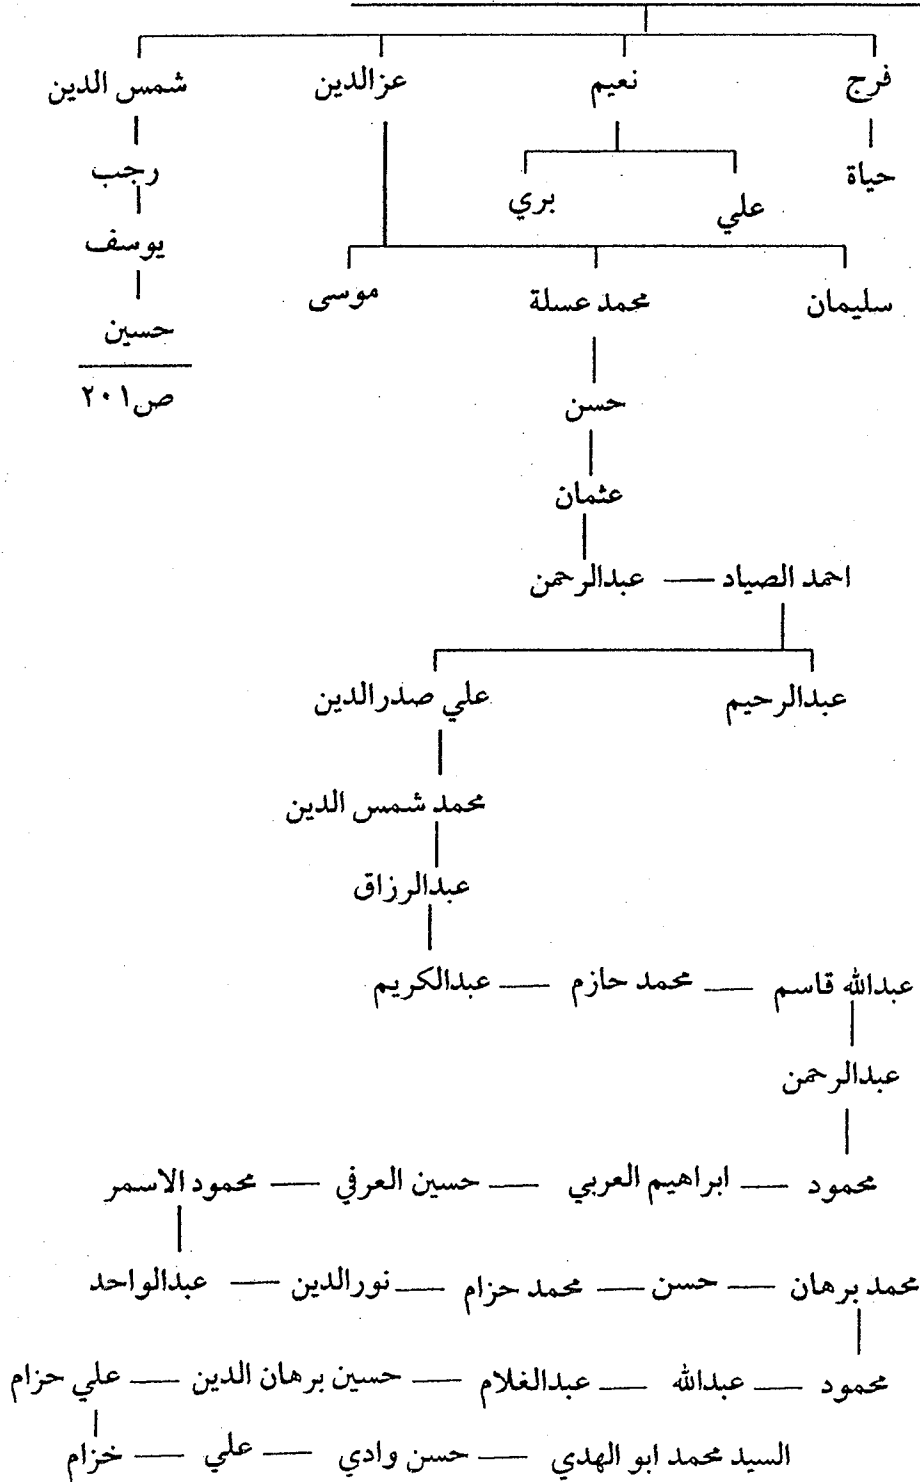 فرج نعيم عزالدين شمس الدين
حياة علي بري رجب
يوسف
سليمان محمد عسلة موسى
حسين
ص٢٠١
حسن
عثمان
احمد الصياد — عبدالرحمن
عبدالرحيم علي صدرالدين
محمد شمس الدين
عبدالرزاق
عبدالله قاسم — محمد حازم — عبدالكريم
عبدالرحمن
محمود — ابراهيم العربي — حسين العرفي — محمود الاسمر
محمد برهان — حسن — محمد حزام — نورالدين — عبدالواحد
محمود — عبدالله — عبدالغلام — حسين برهان الدين — علي حزام
السيد محمد ابو الهدي — حسن وادي — علي — خزام